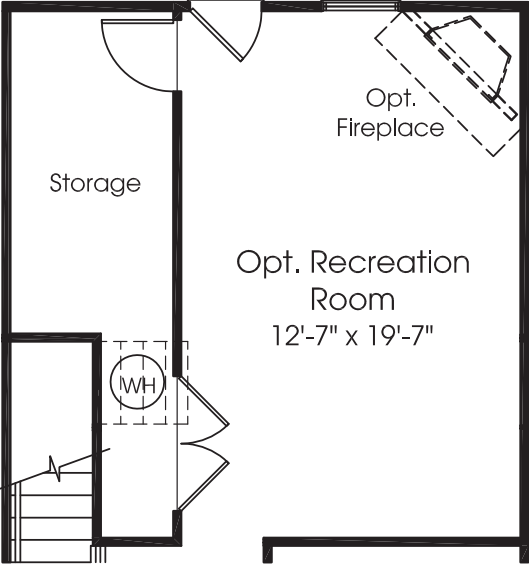 Opt.
Fireplace
Storage
Opt. Recreation
Room
12'-7" x 19'-7"
WH